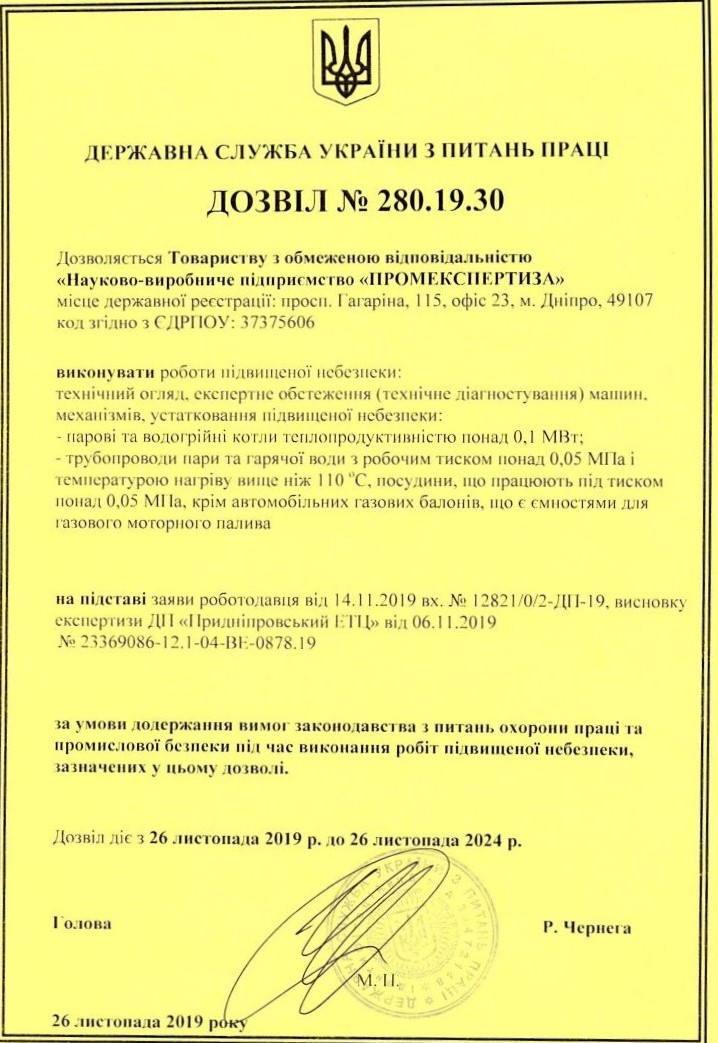 ДЕРЖАВНА СЛУЖБА УКРАЇНИ З ПИТАНЬ ПРАЦІ
ДОЗВІЛ № 280.19.30
Дозволяється Товариству з обмеженою відповідальністю
«Науково-виробниче підприємство «ПРОМЕКСПЕРТИЗА»
місце державної реєстрації: просп. Гагаріна, 115, офіс 23, м. Дніпро, 49107
код згідно з ЄДРПОУ: 37375606
виконувати роботи підвищеної небезпеки:
технічний огляд, експертне обстеження (технічне діагностування) машин,
механізмів, устатковання підвищеної небезпеки:
- парові та водогрійні котли теплопродуктивністю понад 0,1 МВт;
- трубопроводи пари та гарячої води з робочим тиском понад 0,05 МПа і
температурою нагріву вище ніж 110 °С, посудини, що працюють під тиском
понад 0,05 МПа, крім автомобільних газових балонів, що є ємностями для
газового моторного палива
на підставі заяви роботодавця від 14.11.2019 вх. № 12821/0/2-ДП-19, висновку
експертизи ДП «Придніпровський ЕТЦ» від 06.11.2019
№ 23369086-12.1-04-ВЕ-0878.19
за умови додержання вимог законодавства з питань охорони праці та
промислової безпеки під час виконання робіт підвищеної небезпеки,
зазначених у цьому дозволі.
Дозвіл діє з 26 листопада 2019 р. до 26 листопада 2024 р.
Голова
Р. Чернега
М. П.
26 листопада 2019 року